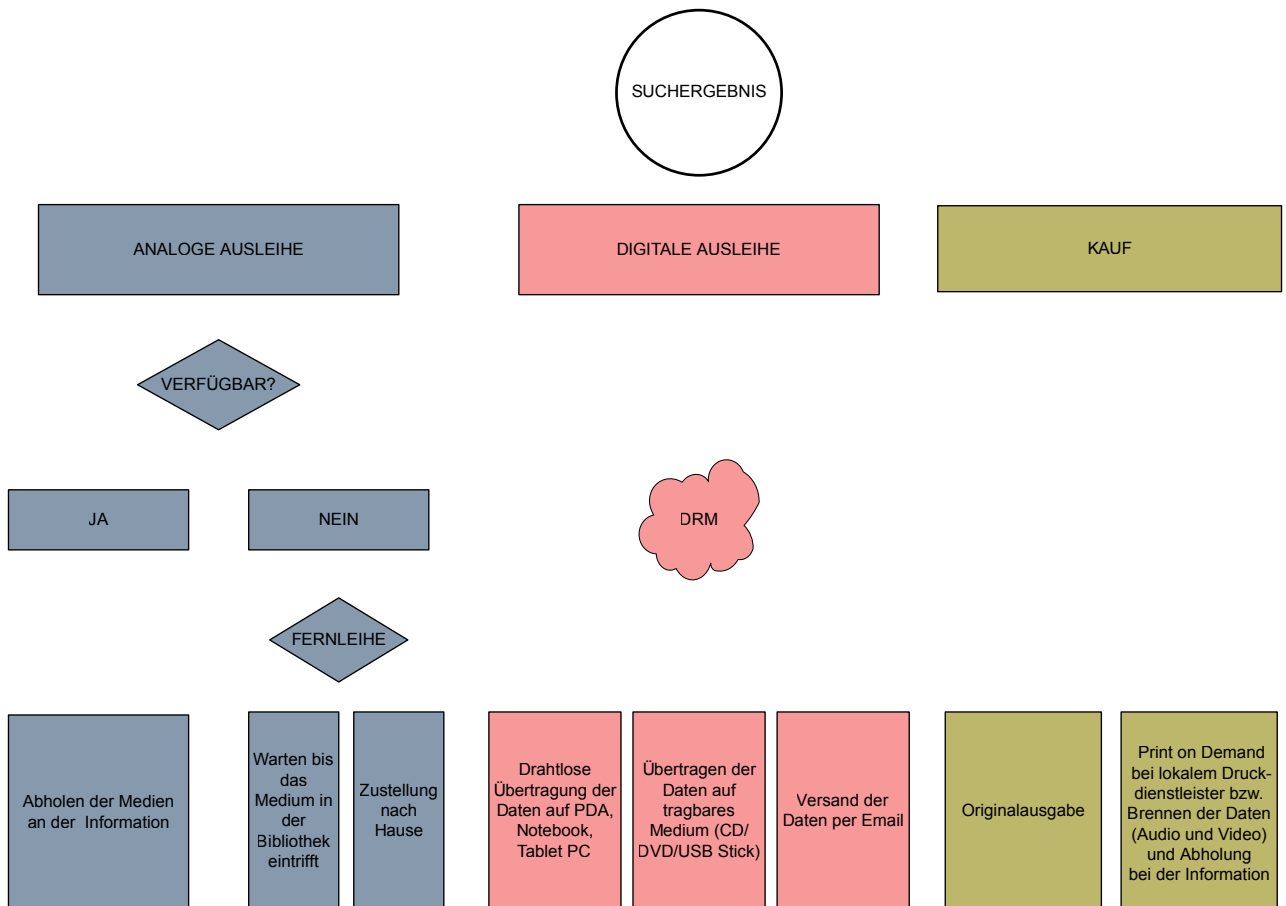 SUCHERGEBNIS
ANALOGE AUSLEIHE
DIGITALE AUSLEIHE
KAUF
VERFÜGBAR?
JA
NEIN
DRM
FERNLEIHE
Abholen der Medien
an der Information
Warten bis
das
Medium in
der
Bibliothek
eintrifft
Zustellung
nach
Hause
Drahtlose
Übertragung der
Daten auf PDA,
Notebook,
Tablet PC
Übertragen der
Daten auf
tragbares
Medium (CD/
DVD/USB Stick)
Versand der
Daten per Email
Originalausgabe
Print on Demand
bei lokalem Druck-
dienstleister bzw.
Brennen der Daten
(Audio und Video)
und Abholung
bei der Information